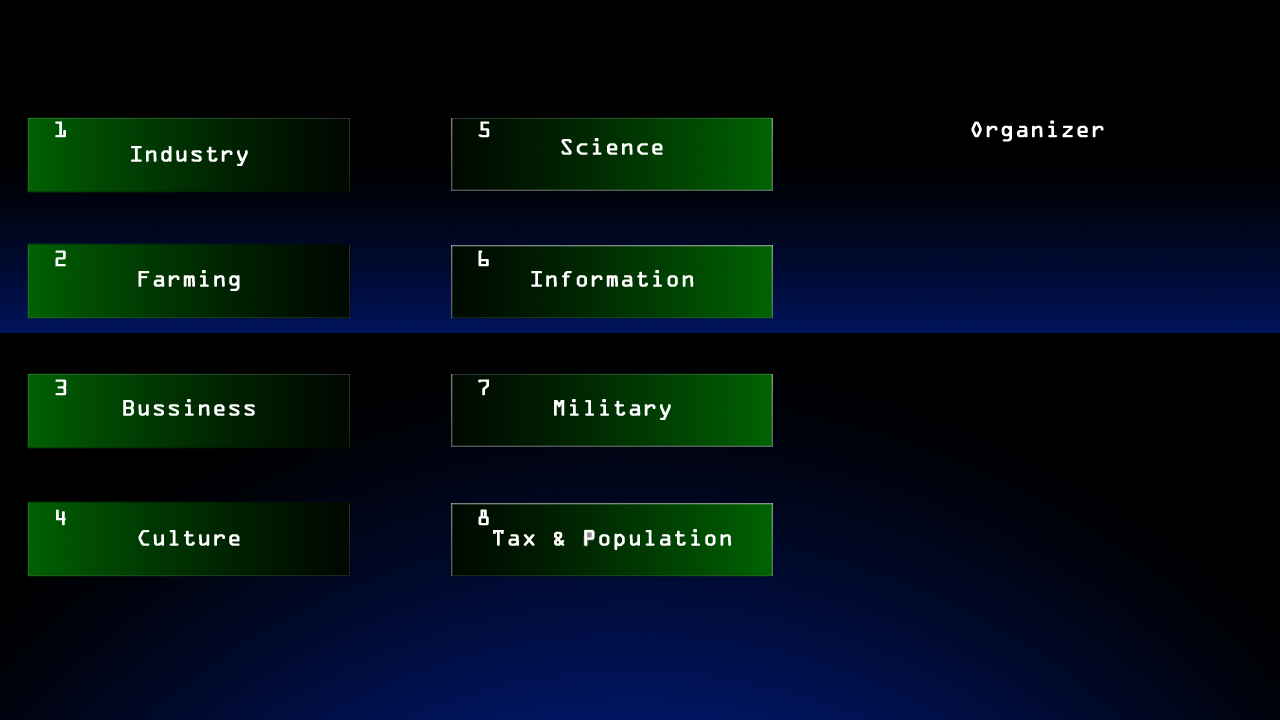 1
Industry
2
Farming
3
Bussiness
4
Culture
5
Science
6
Information
7
Military
8
Tax & Population
Organizer